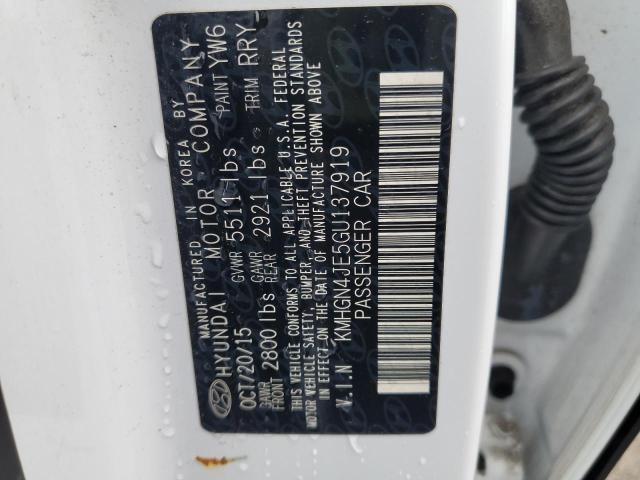 MANUFACTURED IN KOREA BY
HYUNDAI MOTOR COMPANY
OCT/20/15 GVWR 5511 lbs PAINT YW6
GAWR FRONT 2800 lbs GAWR REAR 2921 lbs TRIM RRY
THIS VEHICLE CONFORMS TO ALL APPLICABLE U.S.A. FEDERAL
MOTOR VEHICLE SAFETY, BUMPER, AND THEFT PREVENTION STANDARDS
IN EFFECT ON THE DATE OF MANUFACTURE SHOWN ABOVE
V.I.N KMHGN4JE5GU137919
PASSENGER CAR